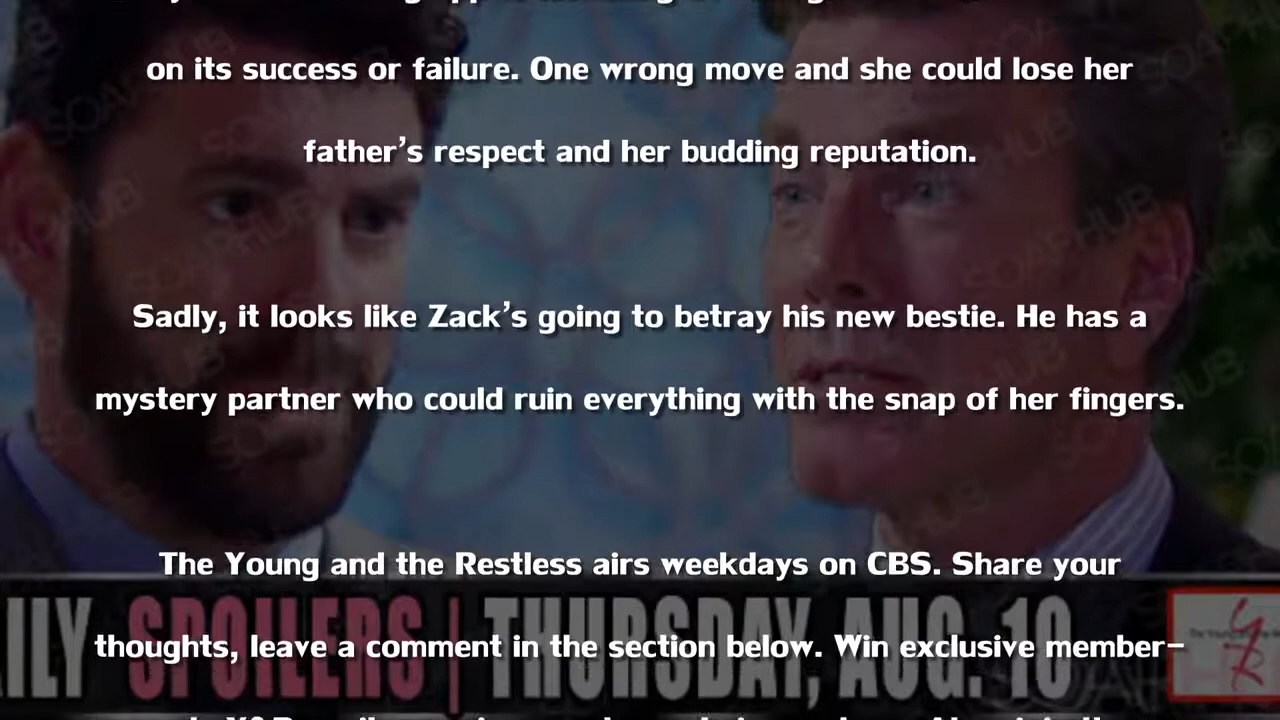 on its success or failure. One wrong move and she could lose her
father's respect and her budding reputation.
Sadly, it looks like Zack's going to betray his new bestie. He has a
mystery partner who could ruin everything with the snap of her fingers.
The Young and the Restless airs weekdays on CBS. Share your
thoughts, leave a comment in the section below. Win exclusive member-
ILY SPOILERS | THURSDAY, AUG. 10